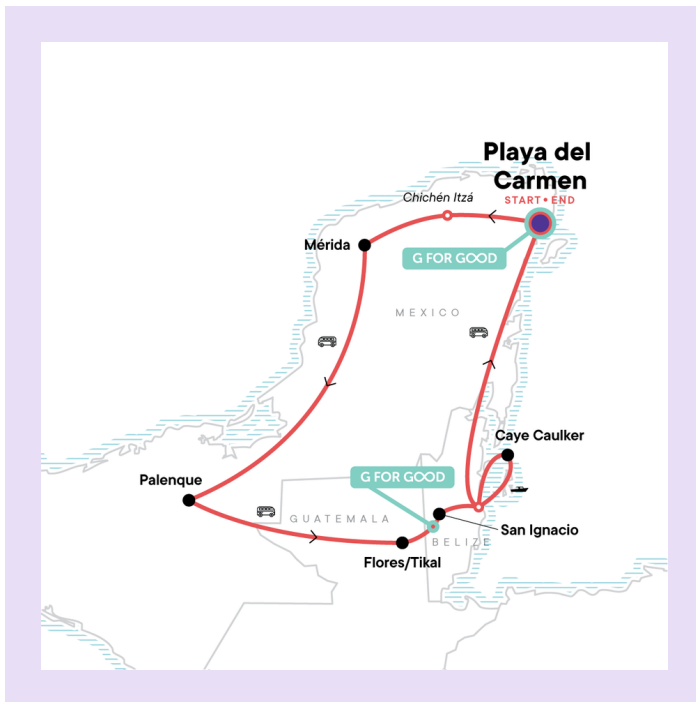 Playa del
Carmen
START • END
Chichén Itzá
Mérida
G FOR GOOD
MEXICO
Caye Caulker
G FOR GOOD
Palenque
GUATEMALA
San Ignacio
BELIZE
Flores/Tikal